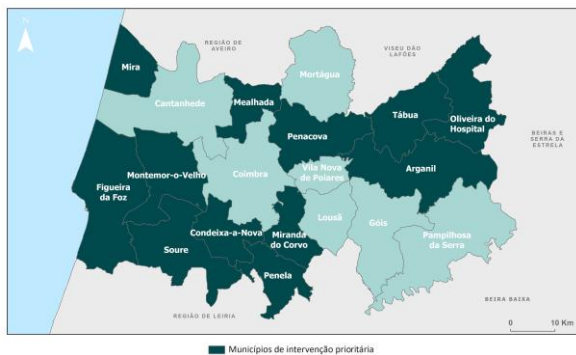 N
REGIÃO DE
AVEIRO
VISEU DÃO
LAFÕES
Mira
Mortágua
Cantanhede
Mealhada
Tábua
Oliveira do
Hospital
Penacova
BEIRAS E
SERRA DA
ESTRELA
Vila Nova
de Poiares
Arganil
Montemor-o-Velho
Coimbra
Figueira
da Foz
Lousã
Góis
Condeixa-a-Nova
Miranda
do Corvo
Pampilhosa
da Serra
Soure
Penela
BEIRA BAIXA
REGIÃO DE LEIRIA
0
10 Km
Municípios de intervenção prioritária